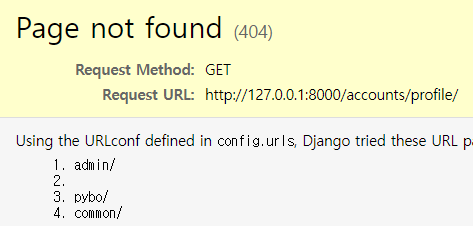 Page not found (404)
Request Method: GET
Request URL: http://127.0.0.1:8000/accounts/profile/
Using the URLconf defined in config.urls, Django tried these URL pa
1. admin/
2.
3. pybo/
4. common/